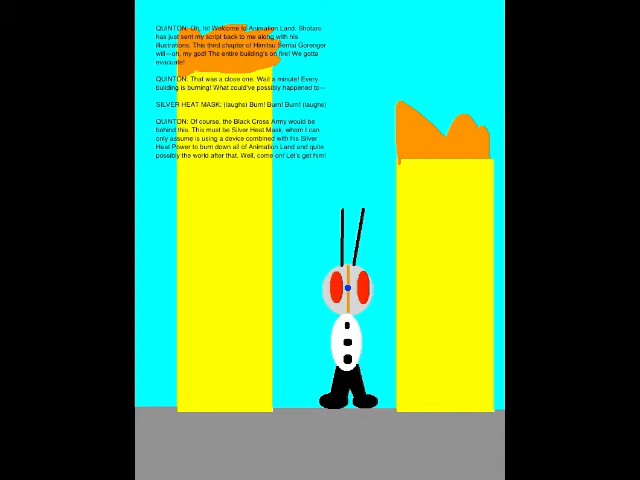 QUINTON: Oh, hi! Welcome to Animation Land. Shotaro
has just sent my script back to me along with his
illustrations. This third chapter of Himitsu Sentai Gorenger
will—oh, my god! The entire building's on fire! We gotta
evacuate!
QUINTON: That was a close one. Wait a minute! Every
building is burning! What could've possibly happened to—
SILVER HEAT MASK: (laughs) Burn! Burn! Burn! (laughs)
QUINTON: Of course, the Black Cross Army would be
behind this. This must be Silver Heat Mask, whom I can
only assume is using a device combined with his Silver
Heat Power to burn down all of Animation Land and quite
possibly the world after that. Well, come on! Let's get him!